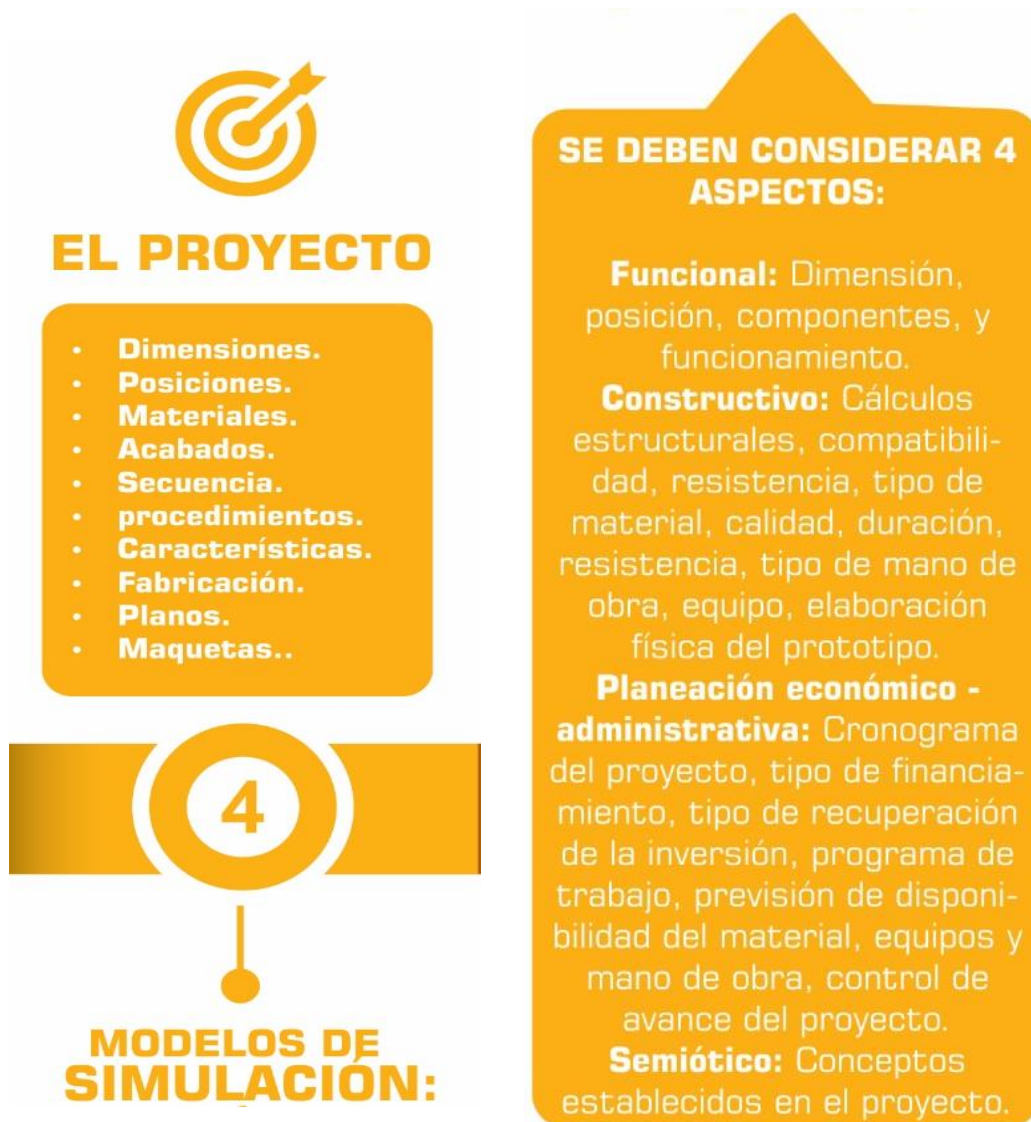 EL PROYECTO
• Dimensiones.
• Posiciones.
• Materiales.
• Acabados.
• Secuencia.
• procedimientos.
• Características.
• Fabricación.
• Planos.
• Maquetas..
4
MODELOS DE
SIMULACIÓN:
SE DEBEN CONSIDERAR 4
ASPECTOS:
Funcional: Dimensión,
posición, componentes, y
funcionamiento.
Constructivo: Cálculos
estructurales, compatibili-
dad, resistencia, tipo de
material, calidad, duración,
resistencia, tipo de mano de
obra, equipo, elaboración
física del prototipo.
Planeación económico -
administrativa: Cronograma
del proyecto, tipo de financia-
miento, tipo de recuperación
de la inversión, programa de
trabajo, previsión de disponi-
bilidad del material, equipos y
mano de obra, control de
avance del proyecto.
Semiótico: Conceptos
establecidos en el proyecto.